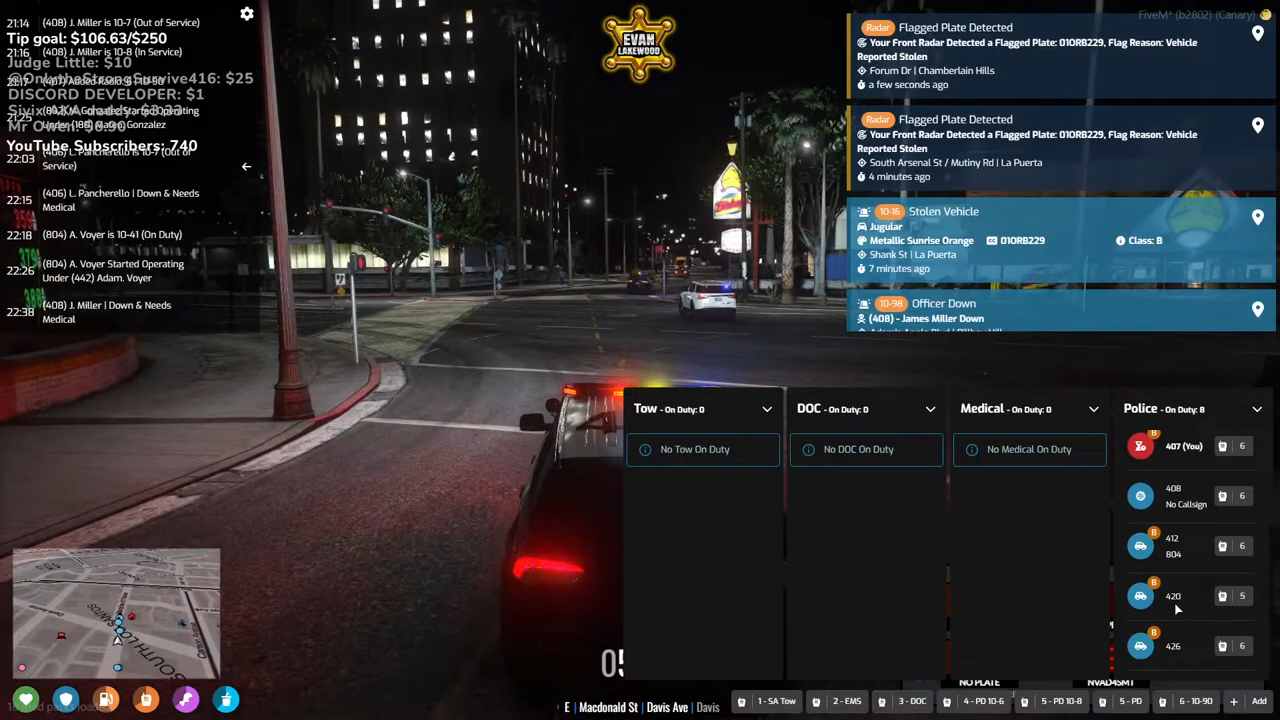 21:14 (408) J. Miller is 10-7 (Out of Service)
Tip goal: $106.63/$250
21:16 (408) J. Miller is 10-8 (In Service)
Judge Little: $10
@OnlytheStrongSurvive416: $25
DISCORD DEVELOPER: $1
Under (188) Mateo Gonzalez
YouTube Subscribers: 740
22:03 (406) L. Pancherello is 10-7 (Out of
Service)
22:15 (406) L. Pancherello | Down & Needs
Medical
22:18 (804) A. Voyer is 10-41 (On Duty)
22:26 (804) A. Voyer Started Operating
Under (442) Adam. Voyer
22:38 (408) J. Miller | Down & Needs
Medical
EVAN
LAKEWOOD
FiveM* (b2802) (Canary)
Radar Flagged Plate Detected
Your Front Radar Detected a Flagged Plate: 01ORB229, Flag Reason: Vehicle
Reported Stolen
Forum Dr | Chamberlain Hills
a few seconds ago
Radar Flagged Plate Detected
Your Front Radar Detected a Flagged Plate: 01ORB229, Flag Reason: Vehicle
Reported Stolen
South Arsenal St / Mutiny Rd | La Puerta
4 minutes ago
10-16 Stolen Vehicle
Jugular
Metallic Sunrise Orange 01ORB229 Class: B
Shank St | La Puerta
7 minutes ago
10-98 Officer Down
(408) - James Miller Down
Tow - On Duty: 0 DOC - On Duty: 0 Medical - On Duty: 0 Police - On Duty: 8
No Tow On Duty No DOC On Duty No Medical On Duty
B 407 (You) 6
408
No Callsign 6
B 412
B04 6
B 420 5
B 426 6
E | Macdonald St | Davis Ave | Davis
NO PLATE NVAD4SMT
1 - SA Tow 2 - EMS 3 - DOC 4 - PD 10-6 5 - PD 10-8 5 - PD 6 - 10-90 + Add